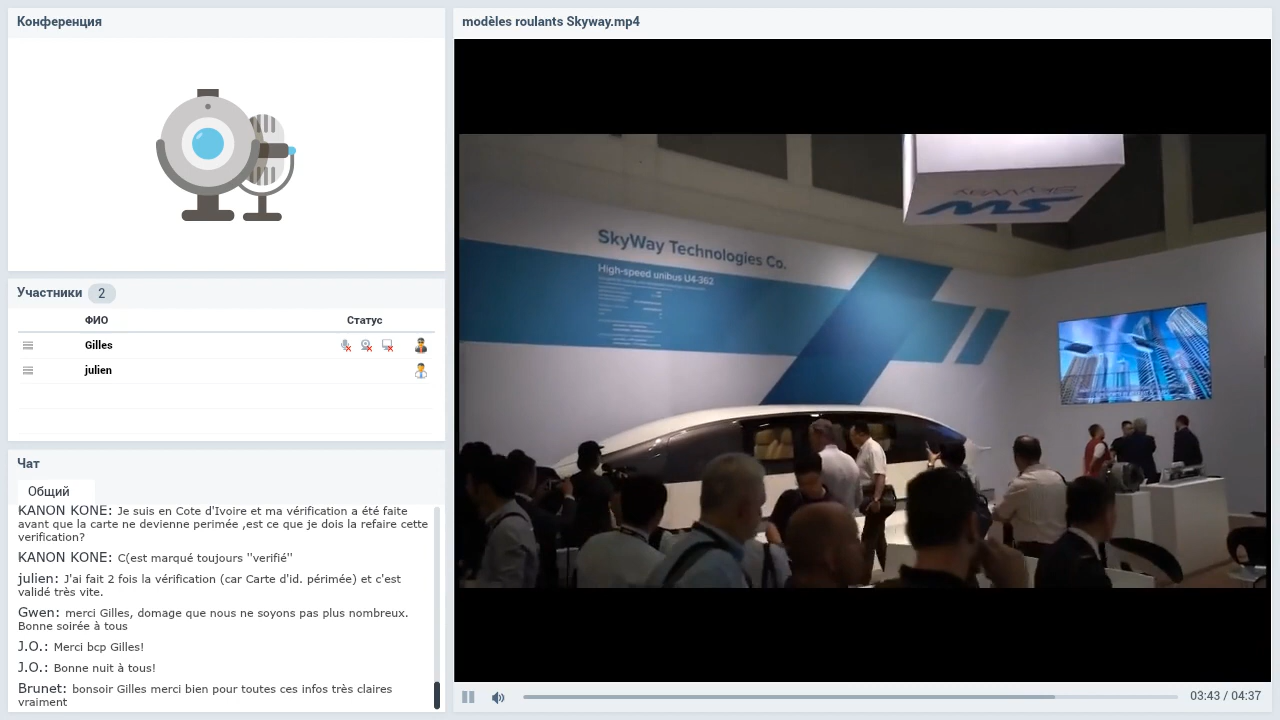 Конференция
Участники 2
ФИО Статус
Gilles
julien
Чат
Общий
KANON KONE: Je suis en Cote d'Ivoire et ma vérification a été faite
avant que la carte ne devienne perimée ,est ce que je dois la refaire cette
verification?
KANON KONE: C(est marqué toujours "verifié"
julien: J'ai fait 2 fois la vérification (car Carte d'id. périmée) et c'est
validé très vite.
Gwen: merci Gilles, domage que nous ne soyons pas plus nombreux.
Bonne soirée à tous
J.O.: Merci bcp Gilles!
J.O.: Bonne nuit à tous!
Brunet: bonsoir Gilles merci bien pour toutes ces infos très claires
vraiment
modèles roulants Skyway.mp4
SkyWay
SkyWay Technologies Co.
High-speed unibus U4-362
03:43 / 04:37